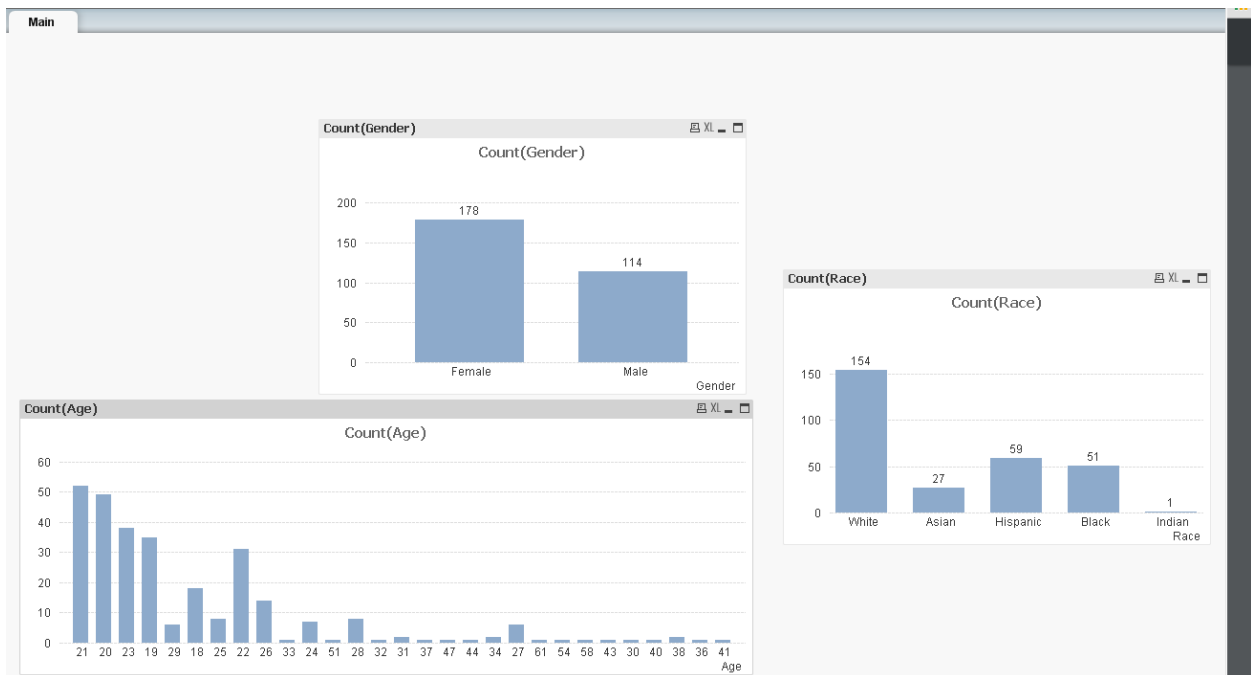 Main
Count(Gender) XL
Count(Gender)
200
178
150
114
100
50
0
Female Male
Gender
Count(Race) XL
Count(Race)
154
150
100
59
51
50
27
1
0
White Asian Hispanic Black Indian
Race
Count(Age) XL
Count(Age)
60
50
40
30
20
10
0
21 20 23 19 29 18 25 22 26 33 24 51 28 32 31 37 47 44 34 27 61 54 58 43 30 40 38 36 41
Age